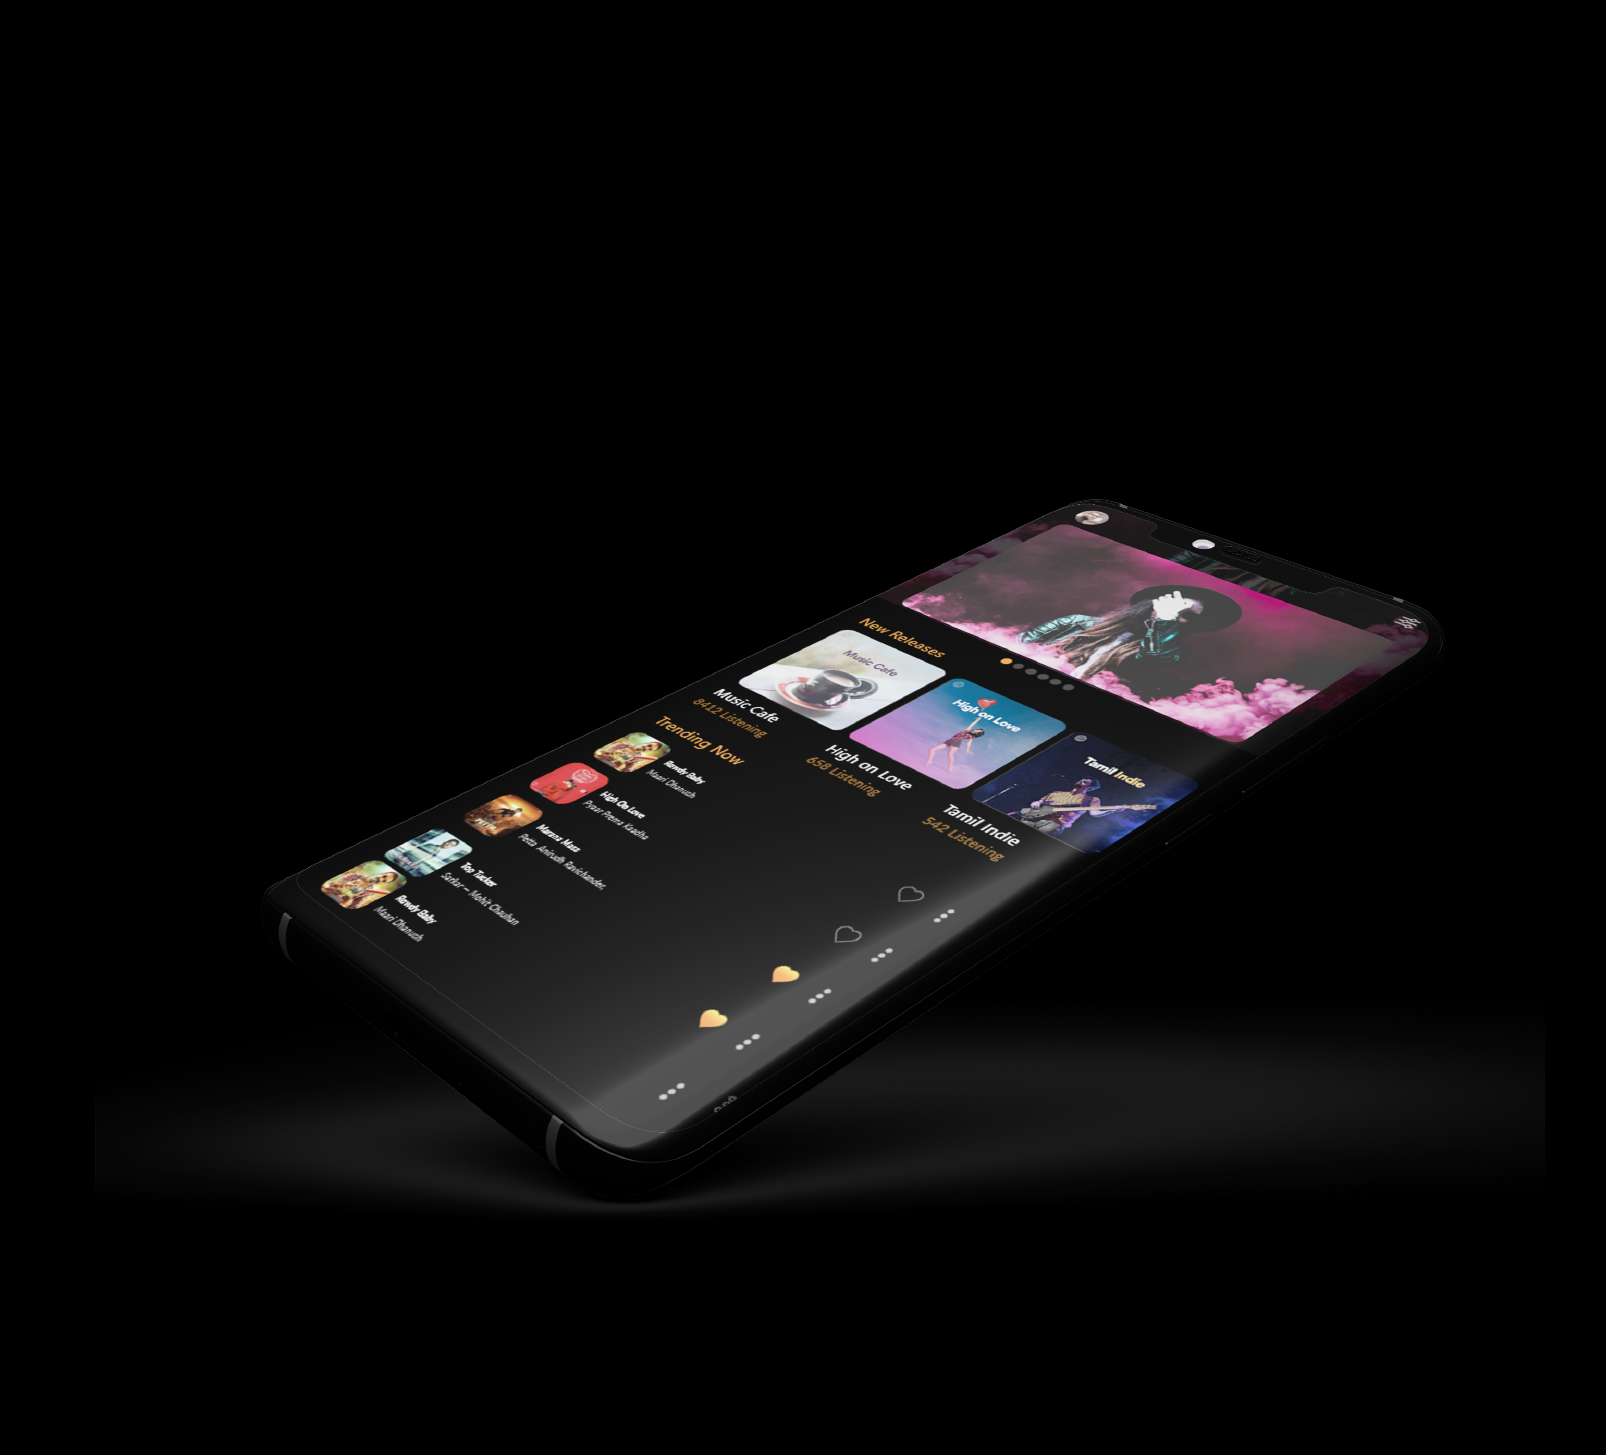 New Releases
Music Cafe
High on Love
Tamil Indie
Music Cafe
8412 Listening
High on Love
658 Listening
Tamil Indie
542 Listening
Trending Now
Rowdy Baby
Maari Dhanush
High On Love
Pyaar Prema Kaadha
Marana Mass
Petta Anirudh Ravichander,
Top Tucker
Sarkar – Mohit Chauhan
Rowdy Baby
Maari Dhanush